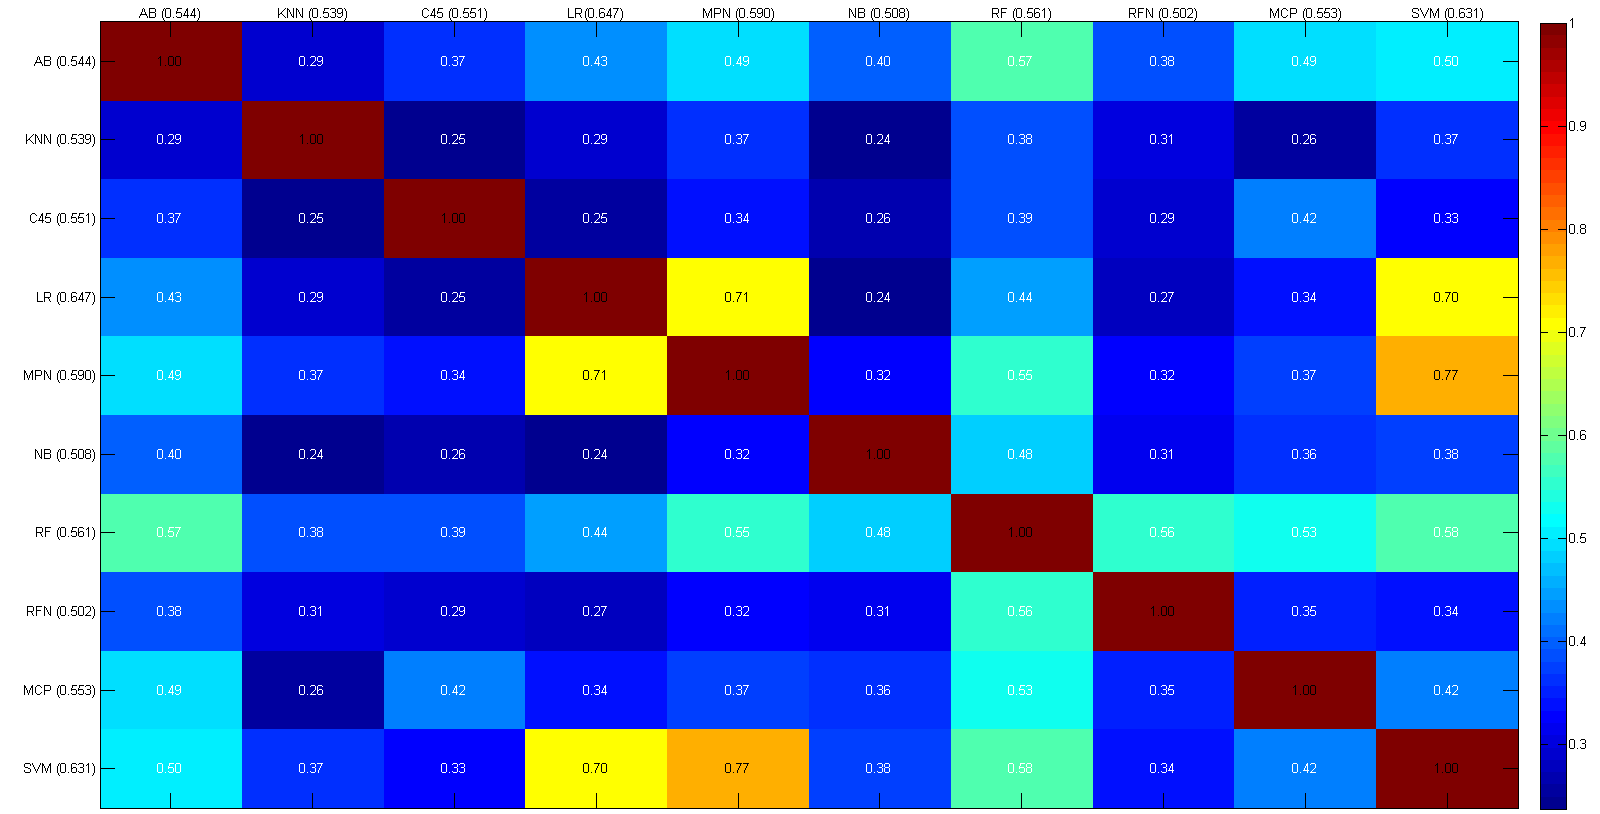 AB (0.544) KNN (0.539) C45 (0.551) LR(0.647) MPN (0.590) NB (0.508) RF (0.561) RFN (0.502) MCP (0.553) SVM (0.631)
1
AB (0.544) 1.00 0.29 0.37 0.43 0.49 0.40 0.57 0.38 0.49 0.50
0.9
KNN (0.539) 0.29 1.00 0.25 0.29 0.37 0.24 0.38 0.31 0.26 0.37
C45 (0.551) 0.37 0.25 1.00 0.25 0.34 0.26 0.39 0.29 0.42 0.33
0.8
LR (0.647) 0.43 0.29 0.25 1.00 0.71 0.24 0.44 0.27 0.34 0.70
0.7
MPN (0.590) 0.49 0.37 0.34 0.71 1.00 0.32 0.55 0.32 0.37 0.77
0.6
NB (0.508) 0.40 0.24 0.26 0.24 0.32 1.00 0.48 0.31 0.36 0.38
RF (0.561) 0.57 0.38 0.39 0.44 0.55 0.48 1.00 0.56 0.53 0.58
0.5
RFN (0.502) 0.38 0.31 0.29 0.27 0.32 0.31 0.56 1.00 0.35 0.34
0.4
MCP (0.553) 0.49 0.26 0.42 0.34 0.37 0.36 0.53 0.35 1.00 0.42
0.3
SVM (0.631) 0.50 0.37 0.33 0.70 0.77 0.38 0.58 0.34 0.42 1.00